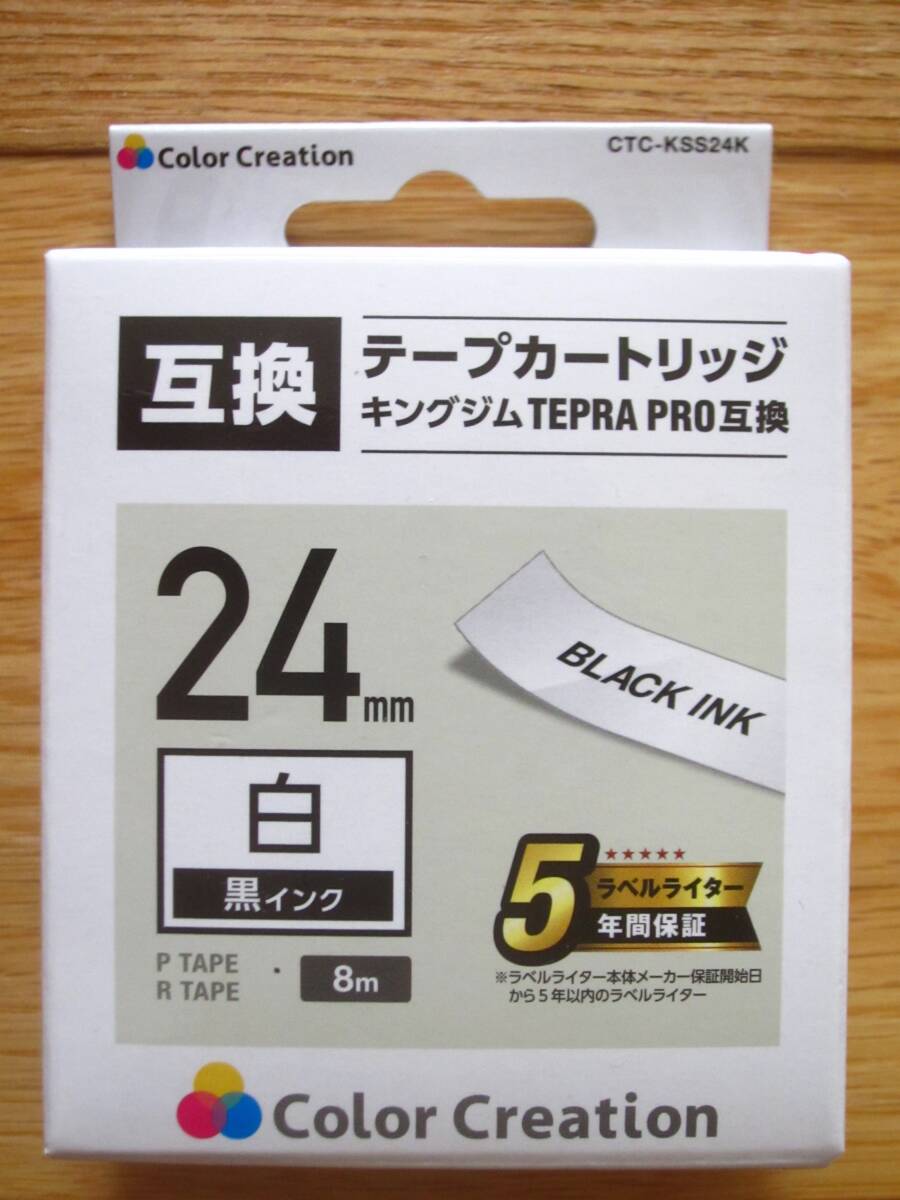 Color Creation
CTC-KSS24K
互換
テープカートリッジ
キングジムTEPRA PRO互換
24mm
BLACK INK
白
黒インク
P TAPE
R TAPE
8m
5
ラベルライター
年間保証
※ラベルライター本体メーカー保証開始日
から5年以内のラベルライター
Color Creation